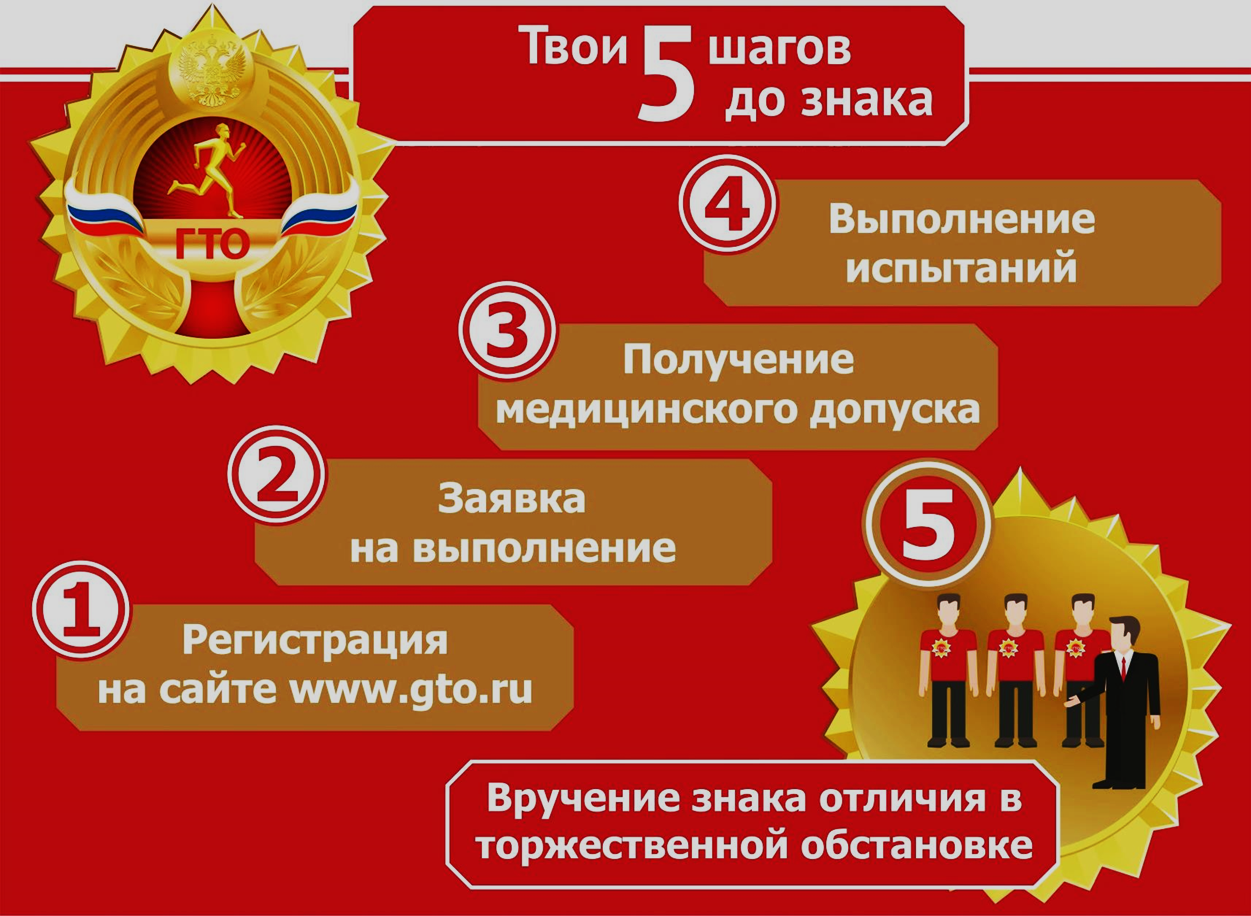 Твои 5 шагов
до знака
ГТО
1
Регистрация
на сайте www.gto.ru
2
Заявка
на выполнение
3
Получение
медицинского допуска
4
Выполнение
испытаний
5
Вручение знака отличия в
торжественной обстановке